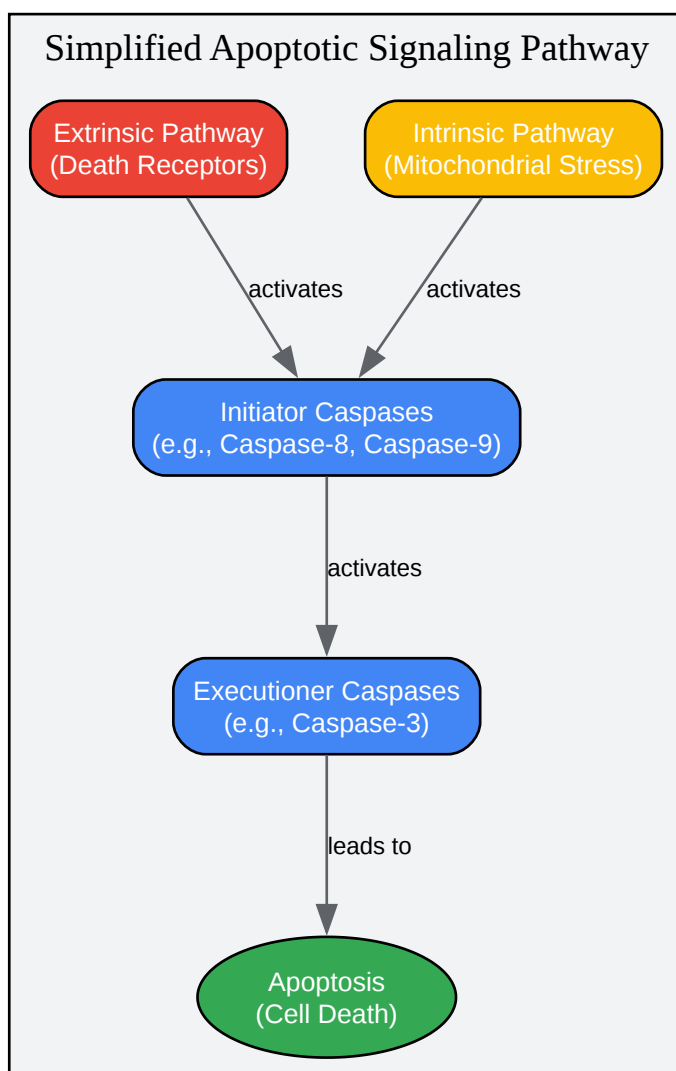 Simplified Apoptotic Signaling Pathway
Extrinsic Pathway
(Death Receptors)
Intrinsic Pathway
(Mitochondrial Stress)
activates
activates
Initiator Caspases
(e.g., Caspase-8, Caspase-9)
activates
Executioner Caspases
(e.g., Caspase-3)
leads to
Apoptosis
(Cell Death)